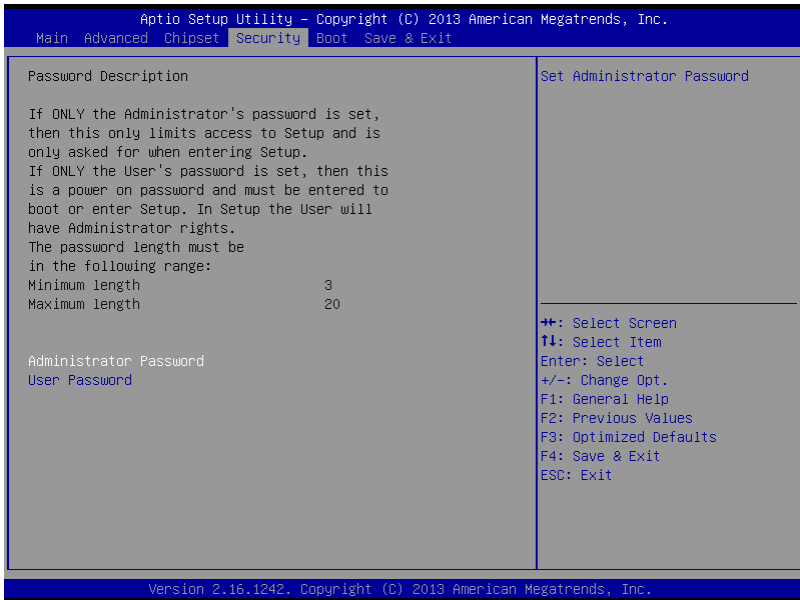 Aptio Setup Utility – Copyright (C) 2013 American Megatrends, Inc.
Main Advanced Chipset Security Boot Save & Exit
Password Description
If ONLY the Administrator's password is set,
then this only limits access to Setup and is
only asked for when entering Setup.
If ONLY the User's password is set, then this
is a power on password and must be entered to
boot or enter Setup. In Setup the User will
have Administrator rights.
The password length must be
in the following range:
Minimum length 3
Maximum length 20
Administrator Password
User Password
Set Administrator Password
→←: Select Screen
↑↓: Select Item
Enter: Select
+/-: Change Opt.
F1: General Help
F2: Previous Values
F3: Optimized Defaults
F4: Save & Exit
ESC: Exit
Version 2.16.1242. Copyright (C) 2013 American Megatrends, Inc.